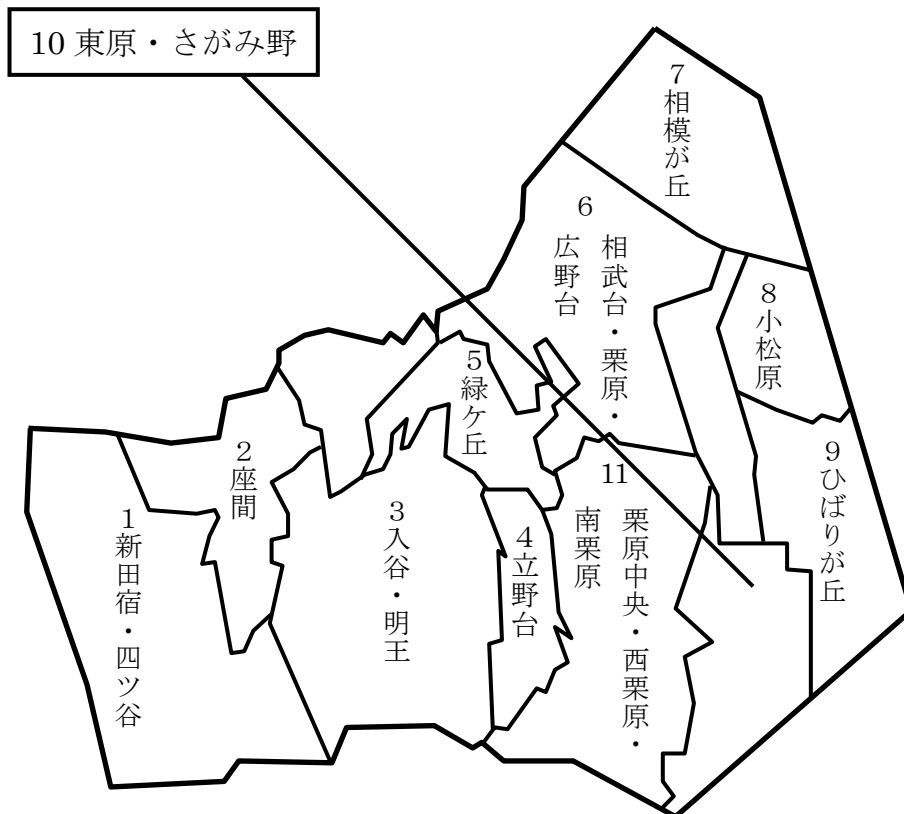 10 東原・さがみ野
7 相模が丘
6 相武台・栗原・
広野台
8 小松原
5 緑ケ丘
9 ひばりが丘
2 座間
11 栗原中央・西栗原・
南栗原
3 入谷・明王
1 新田宿・四ツ谷
4 立野台